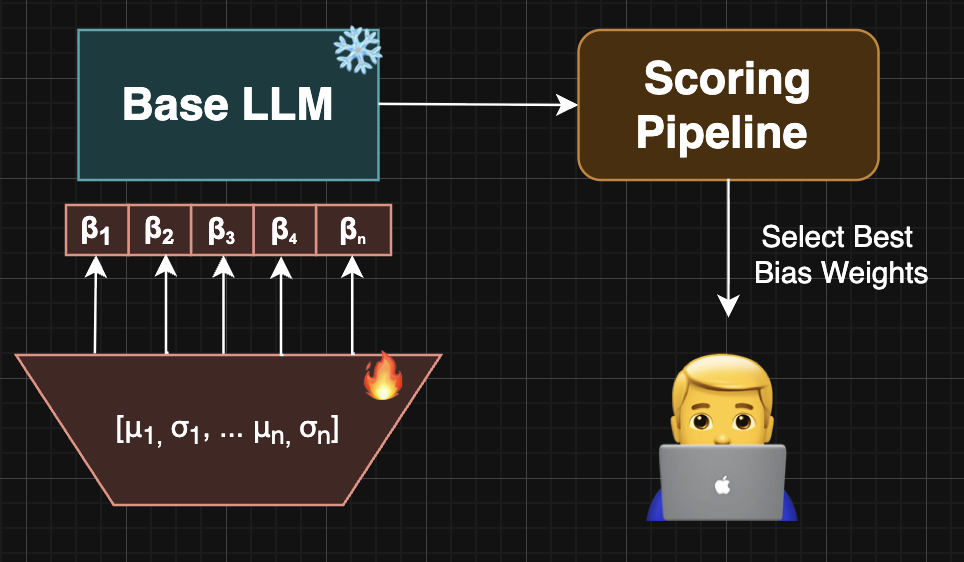 Base LLM
Scoring
Pipeline
β1 β2 β3 β4 βn
Select Best
Bias Weights
[μ1, σ1, ... μn, σn]